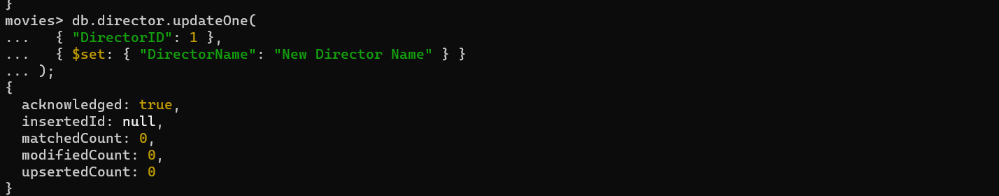 }
movies> db.director.updateOne(
...   { "DirectorID": 1 },
...   { $set: { "DirectorName": "New Director Name" } }
... );
{
  acknowledged: true,
  insertedId: null,
  matchedCount: 0,
  modifiedCount: 0,
  upsertedCount: 0
}